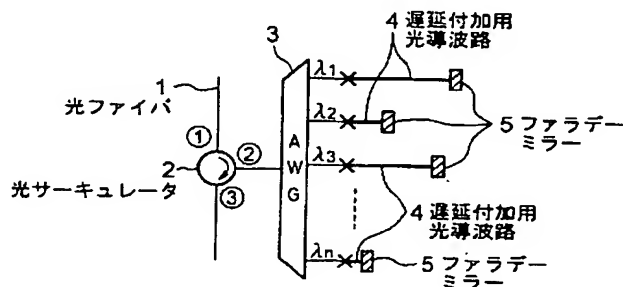 3
4 遅延付加用
光導波路
1
光ファイバ
①
②
2
光サーキュレータ
③
A
W
G
λ1
λ2
λ3
λn
5 ファラデー
ミラー
4 遅延付加用
光導波路
5 ファラデー
ミラー